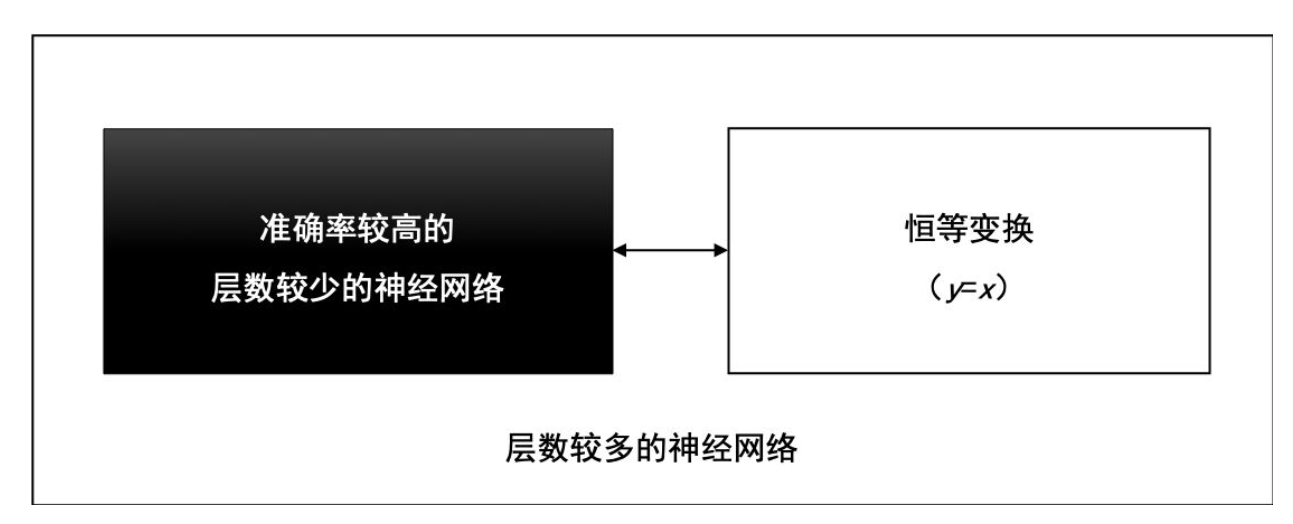 准确率较高的
层数较少的神经网络
恒等变换
（y=x）
层数较多的神经网络